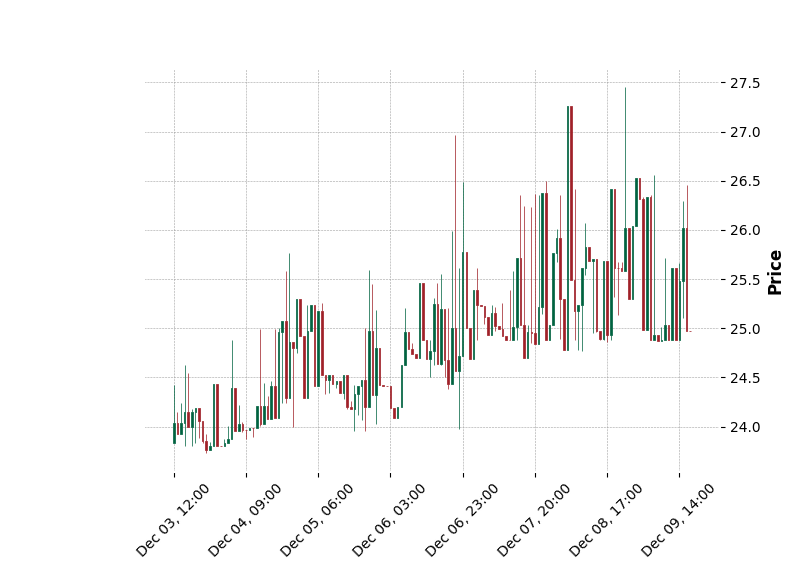 27.5
27.0
26.5
26.0
25.5
25.0
24.5
24.0
Price
Dec 03, 12:00
Dec 04, 09:00
Dec 05, 06:00
Dec 06, 03:00
Dec 06, 23:00
Dec 07, 20:00
Dec 08, 17:00
Dec 09, 14:00